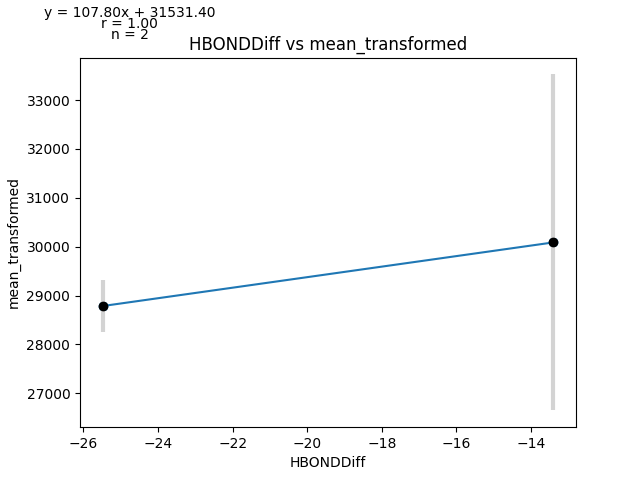 y = 107.80x + 31531.40
r = 1.00
n = 2
HBONDDiff vs mean_transformed
mean_transformed
33000
32000
31000
30000
29000
28000
27000
−26
−24
−22
−20
−18
−16
−14
HBONDDiff